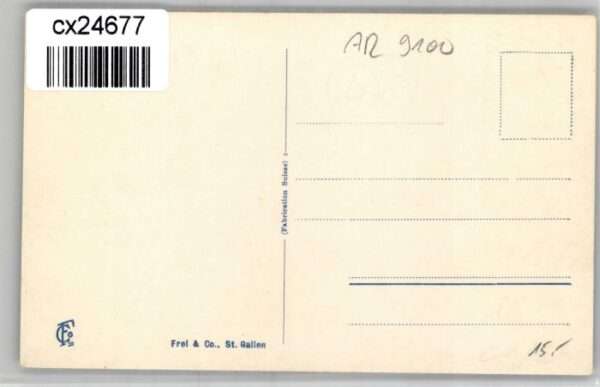 cx24677
AR 9100
(Fabrication Suisse)
Frei & Co., St. Gallen
15.-